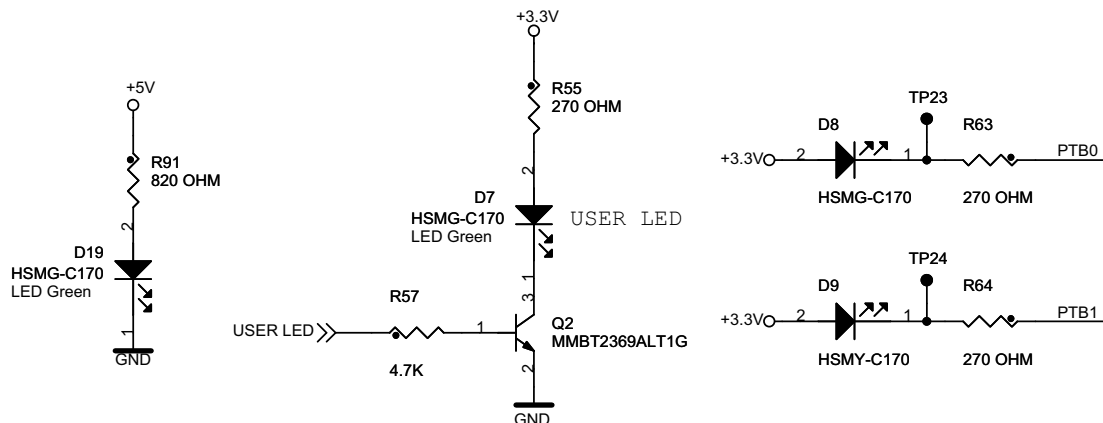 +5V
R91
820 OHM
2
D19
HSMG-C170
LED Green
1
GND
+3.3V
R55
270 OHM
2
D7
HSMG-C170
LED Green
USER LED
1
3
R57
USER LED
1
Q2
MMBT2369ALT1G
4.7K
2
GND
TP23
D8
R63
+3.3V
2
1
PTB0
HSMG-C170
270 OHM
TP24
D9
R64
+3.3V
2
1
PTB1
HSMY-C170
270 OHM